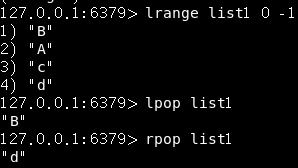 127.0.0.1:6379> lrange list1 0 -1
1) "B"
2) "A"
3) "c"
4) "d"
127.0.0.1:6379> lpop list1
"B"
127.0.0.1:6379> rpop list1
"d"